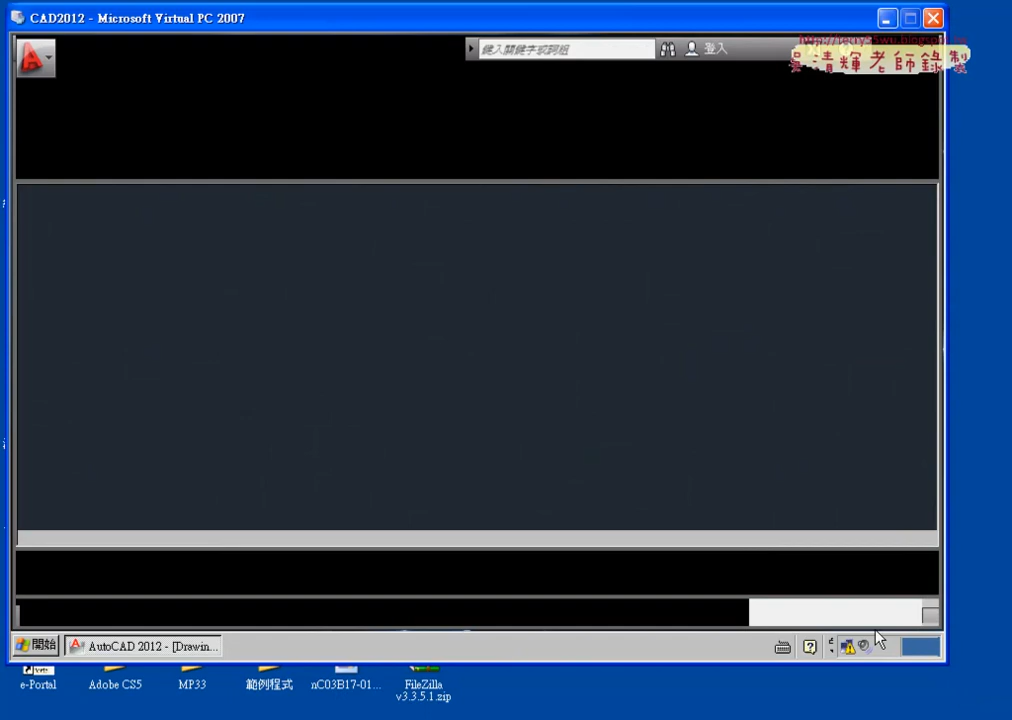 CAD2012 - Microsoft Virtual PC 2007
鍵入關鍵字或詞組
登入
吳清輝老師錄製
開始
AutoCAD 2012 - [Drawin...
e-Portal
Adobe CS5
MP33
範例程式
nC03B17-01...
FileZilla
v3.3.5.1.zip